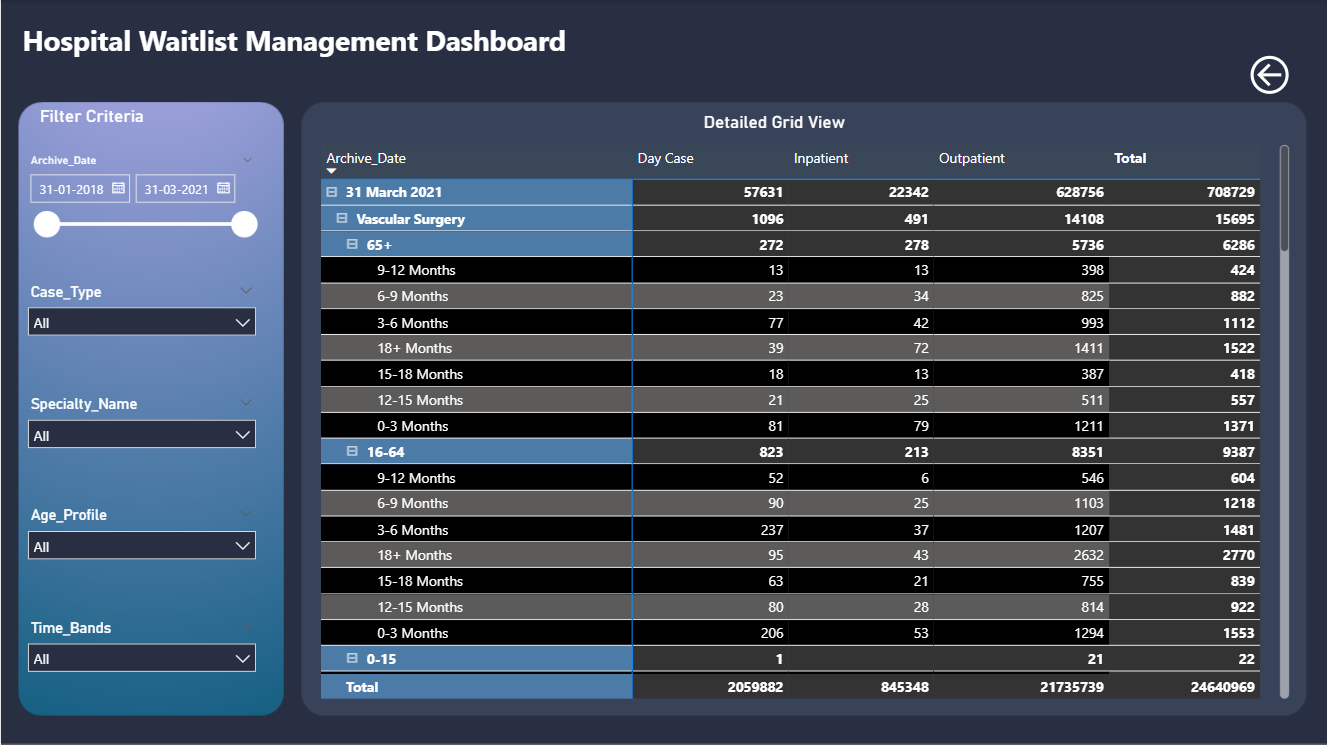 Hospital Waitlist Management Dashboard
Filter Criteria
Archive_Date
31-01-2018 31-03-2021
Case_Type
All
Specialty_Name
All
Age_Profile
All
Time_Bands
All
Detailed Grid View
Archive_Date Day Case Inpatient Outpatient Total
31 March 2021 57631 22342 628756 708729
Vascular Surgery 1096 491 14108 15695
65+ 272 278 5736 6286
9-12 Months 13 13 398 424
6-9 Months 23 34 825 882
3-6 Months 77 42 993 1112
18+ Months 39 72 1411 1522
15-18 Months 18 13 387 418
12-15 Months 21 25 511 557
0-3 Months 81 79 1211 1371
16-64 823 213 8351 9387
9-12 Months 52 6 546 604
6-9 Months 90 25 1103 1218
3-6 Months 237 37 1207 1481
18+ Months 95 43 2632 2770
15-18 Months 63 21 755 839
12-15 Months 80 28 814 922
0-3 Months 206 53 1294 1553
0-15 1 21 22
Total 2059882 845348 21735739 24640969